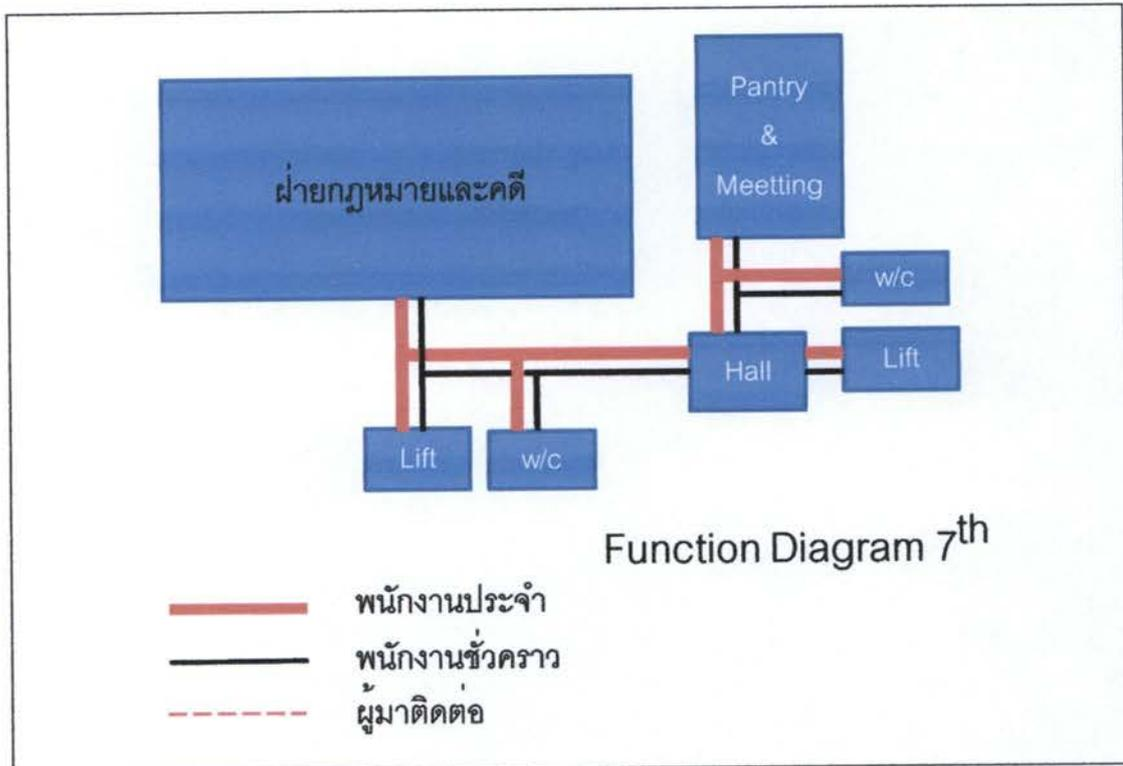 Pantry
&
Meetting
ฝ่ายกฎหมายและคดี
w/c
Hall
Lift
Lift
w/c
Function Diagram 7th
พนักงานประจำ
พนักงานชั่วคราว
ผู้มาติดต่อ